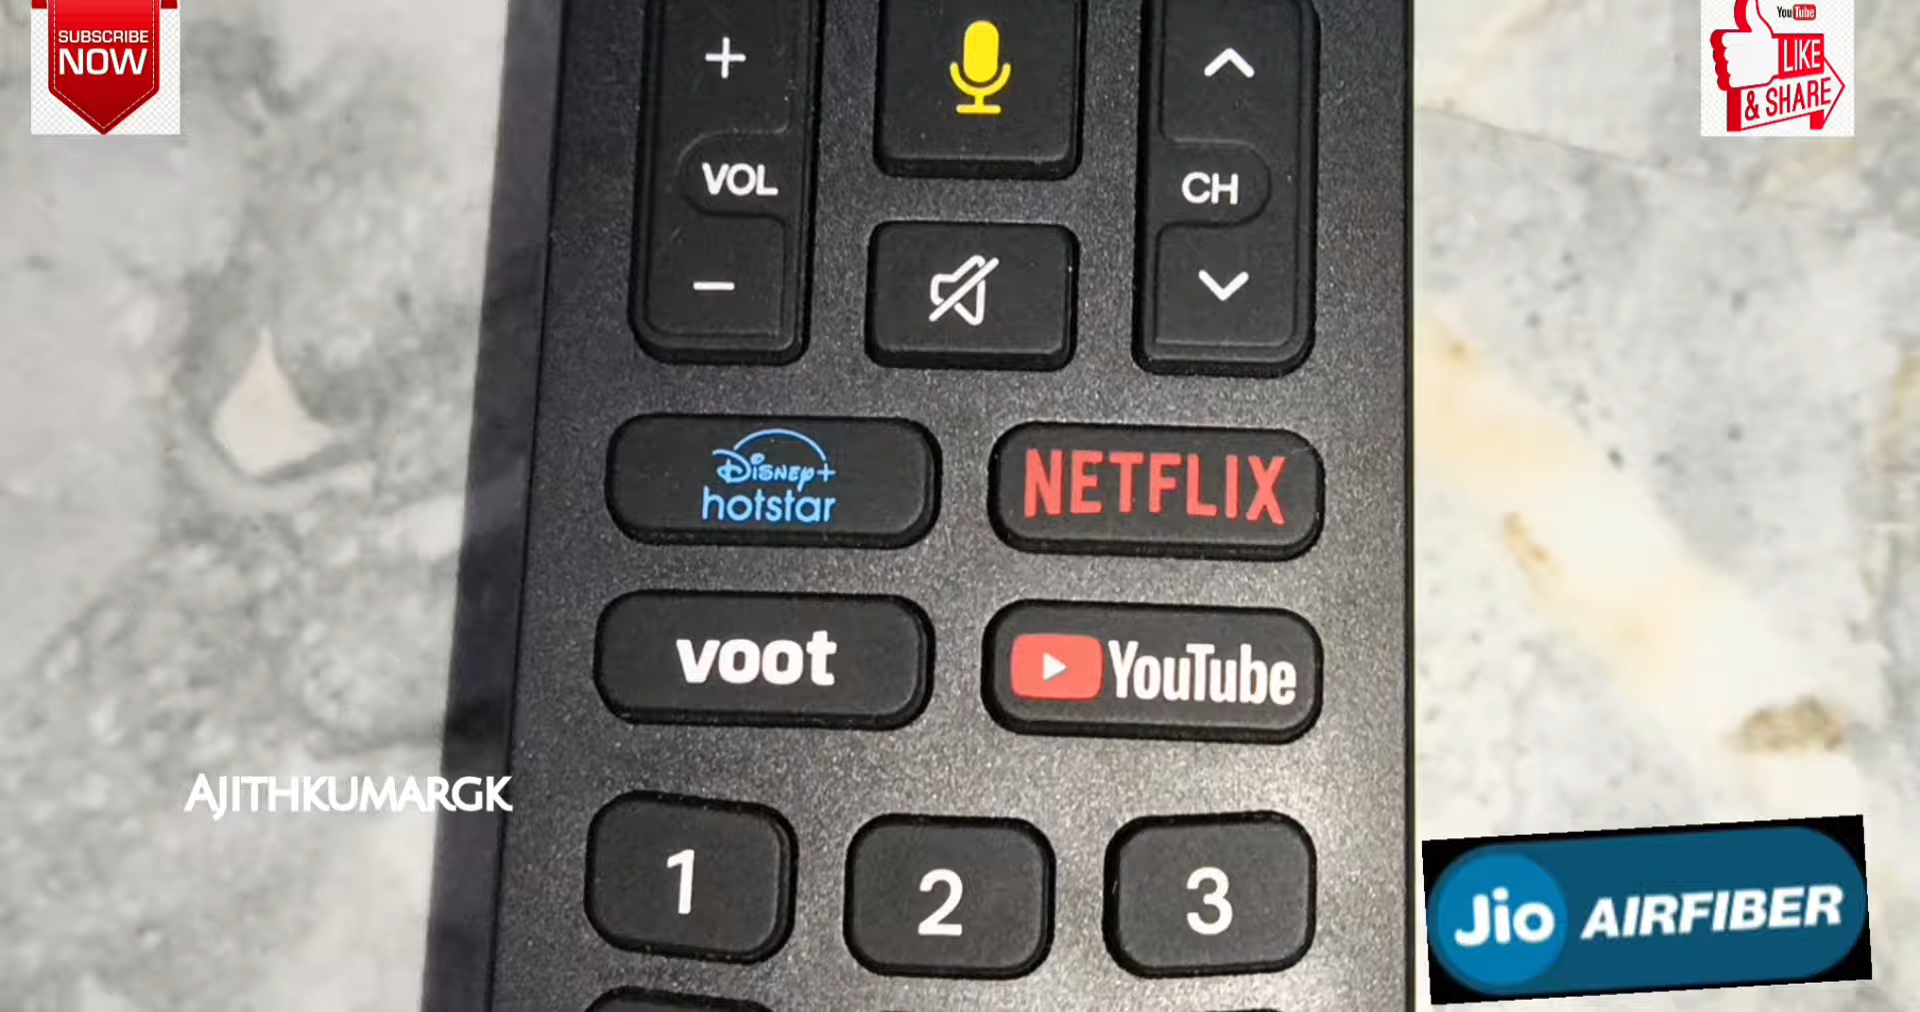 SUBSCRIBE
NOW
You Tube
LIKE
& SHARE
+
VOL
−
CH
Disney+
hotstar
NETFLIX
voot
YouTube
AJITHKUMARGK
1
2
3
Jio AIRFIBER